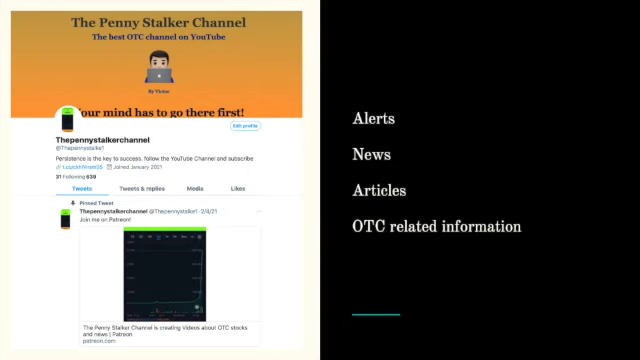 The Penny Stalker Channel
The best OTC channel on YouTube
By Victor
Your mind has to go there first!
Edit profile
Thepennystalkerchannel
@Thepennystalke1
Persistence is the key to success. follow the YouTube Channel and subscribe
Joined January 2021
31 Following 639
Tweets Tweets & replies Media Likes
Pinned Tweet
Thepennystalkerchannel @Thepennystalke1 · 2/4/21
Join me on Patreon!
The Penny Stalker Channel is creating Videos about OTC stocks
and news | Patreon
patreon.com
Alerts
News
Articles
OTC related information